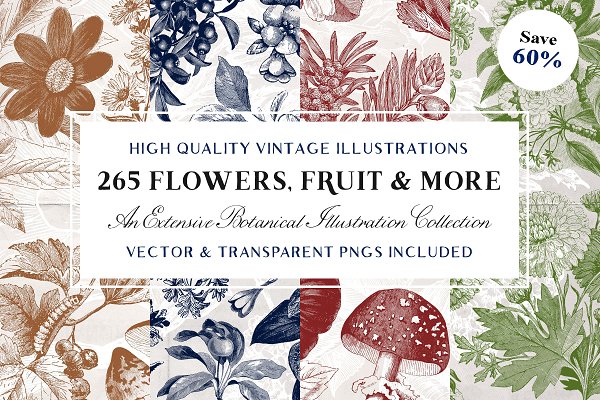 Save
60%
HIGH QUALITY VINTAGE ILLUSTRATIONS
265 FLOWERS, FRUIT & MORE
An Extensive Botanical Illustration Collection
VECTOR & TRANSPARENT PNGS INCLUDED